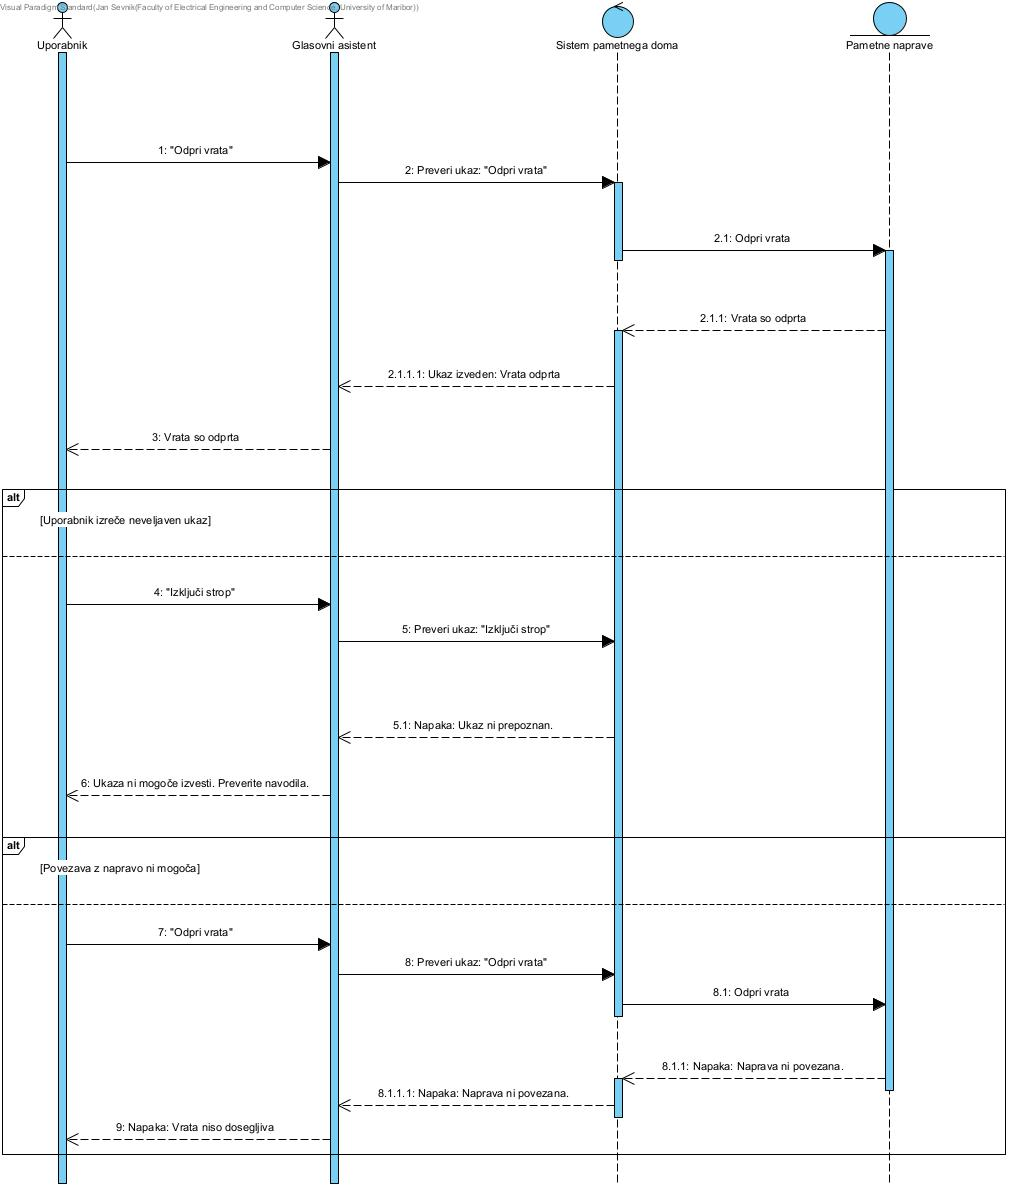 Visual Paradigm Standard(Jan Sevnik(Faculty of Electrical Engineering and Computer Science University of Maribor))
Uporabnik
Glasovni asistent
Sistem pametnega doma
Pametne naprave
1: "Odpri vrata"
2: Preveri ukaz: "Odpri vrata"
2.1: Odpri vrata
2.1.1: Vrata so odprta
2.1.1.1: Ukaz izveden: Vrata odprta
3: Vrata so odprta
alt
[Uporabnik izreče neveljaven ukaz]
4: "Izključi strop"
5: Preveri ukaz: "Izključi strop"
5.1: Napaka: Ukaz ni prepoznan.
6: Ukaza ni mogoče izvesti. Preverite navodila.
alt
[Povezava z napravo ni mogoča]
7: "Odpri vrata"
8: Preveri ukaz: "Odpri vrata"
8.1: Odpri vrata
8.1.1: Napaka: Naprava ni povezana.
8.1.1.1: Napaka: Naprava ni povezana.
9: Napaka: Vrata niso dosegljiva